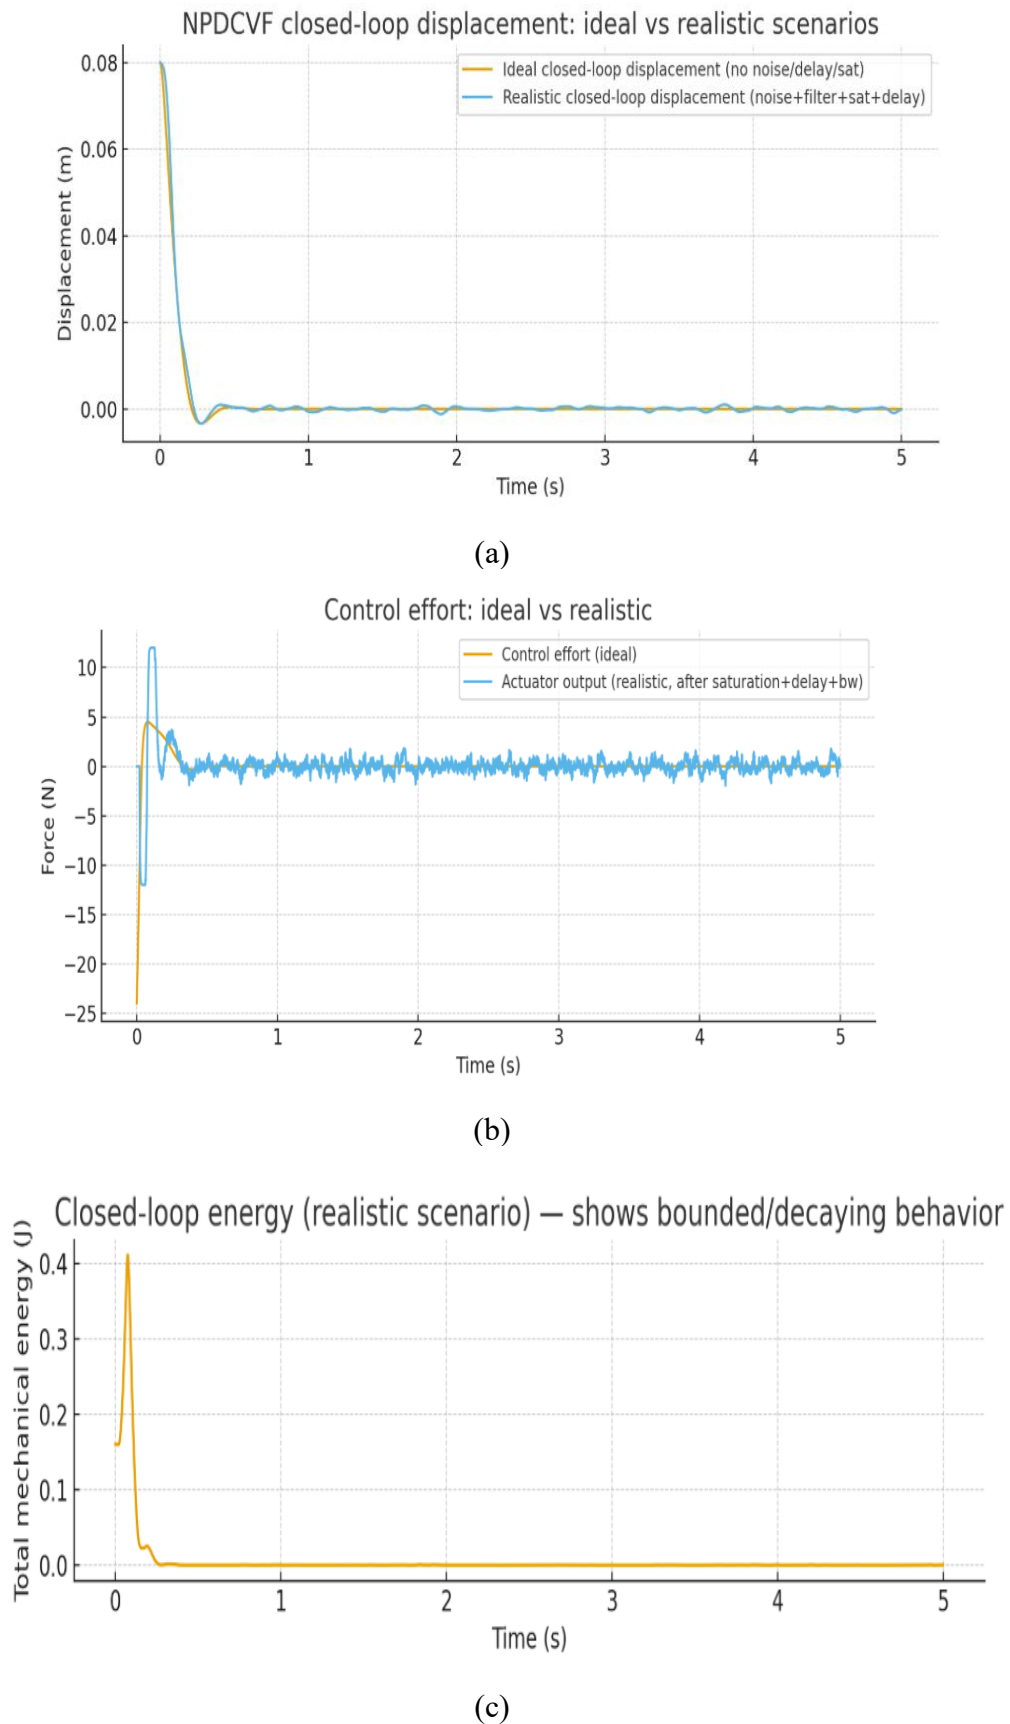 NPDCVF closed-loop displacement: ideal vs realistic scenarios
Ideal closed-loop displacement (no noise/delay/sat)
Realistic closed-loop displacement (noise+filter+sat+delay)
Displacement (m)
0.08
0.06
0.04
0.02
0.00
0 1 2 3 4 5
Time (s)
(a)
Control effort: ideal vs realistic
Control effort (ideal)
Actuator output (realistic, after saturation+delay+bw)
Force (N)
10
5
0
−5
−10
−15
−20
−25
0 1 2 3 4 5
Time (s)
(b)
Closed-loop energy (realistic scenario) — shows bounded/decaying behavior
Total mechanical energy (J)
0.4
0.3
0.2
0.1
0.0
0 1 2 3 4 5
Time (s)
(c)